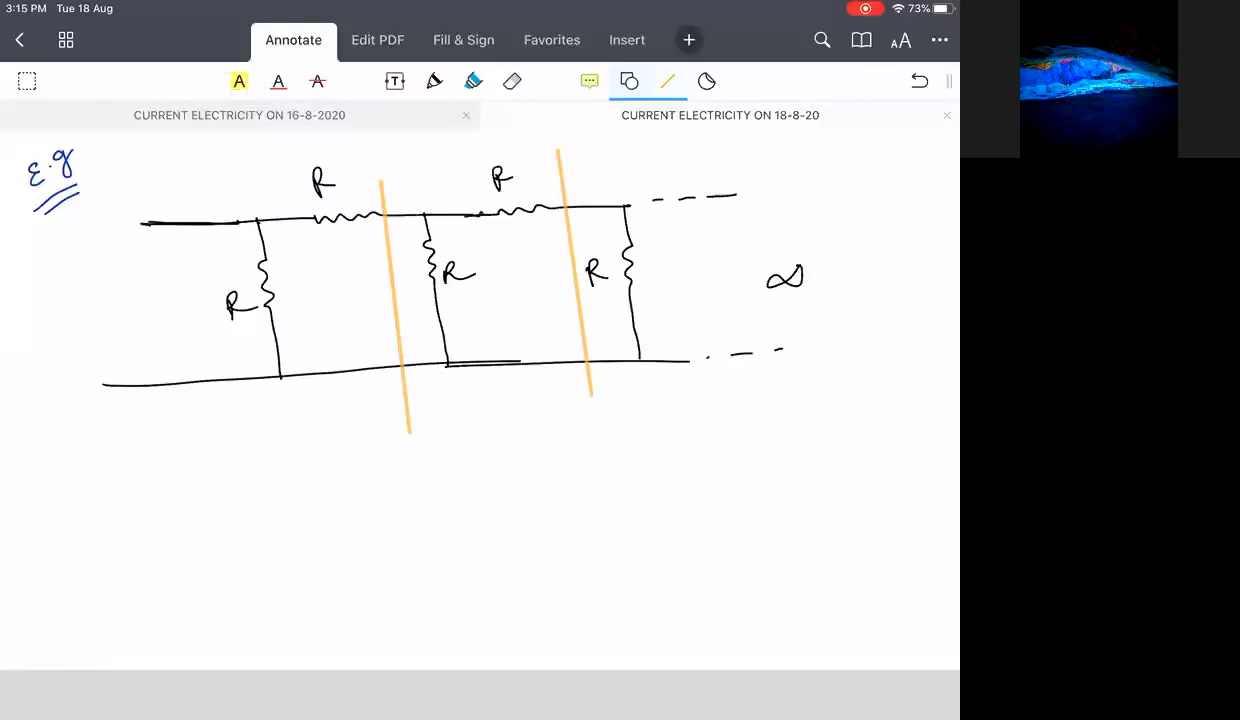 3:15 PM Tue 18 Aug
73%
Annotate Edit PDF Fill & Sign Favorites Insert +
A A A T
AA
CURRENT ELECTRICITY ON 16-8-2020 × CURRENT ELECTRICITY ON 18-8-20 ×
E.g
R R
R R R ∞